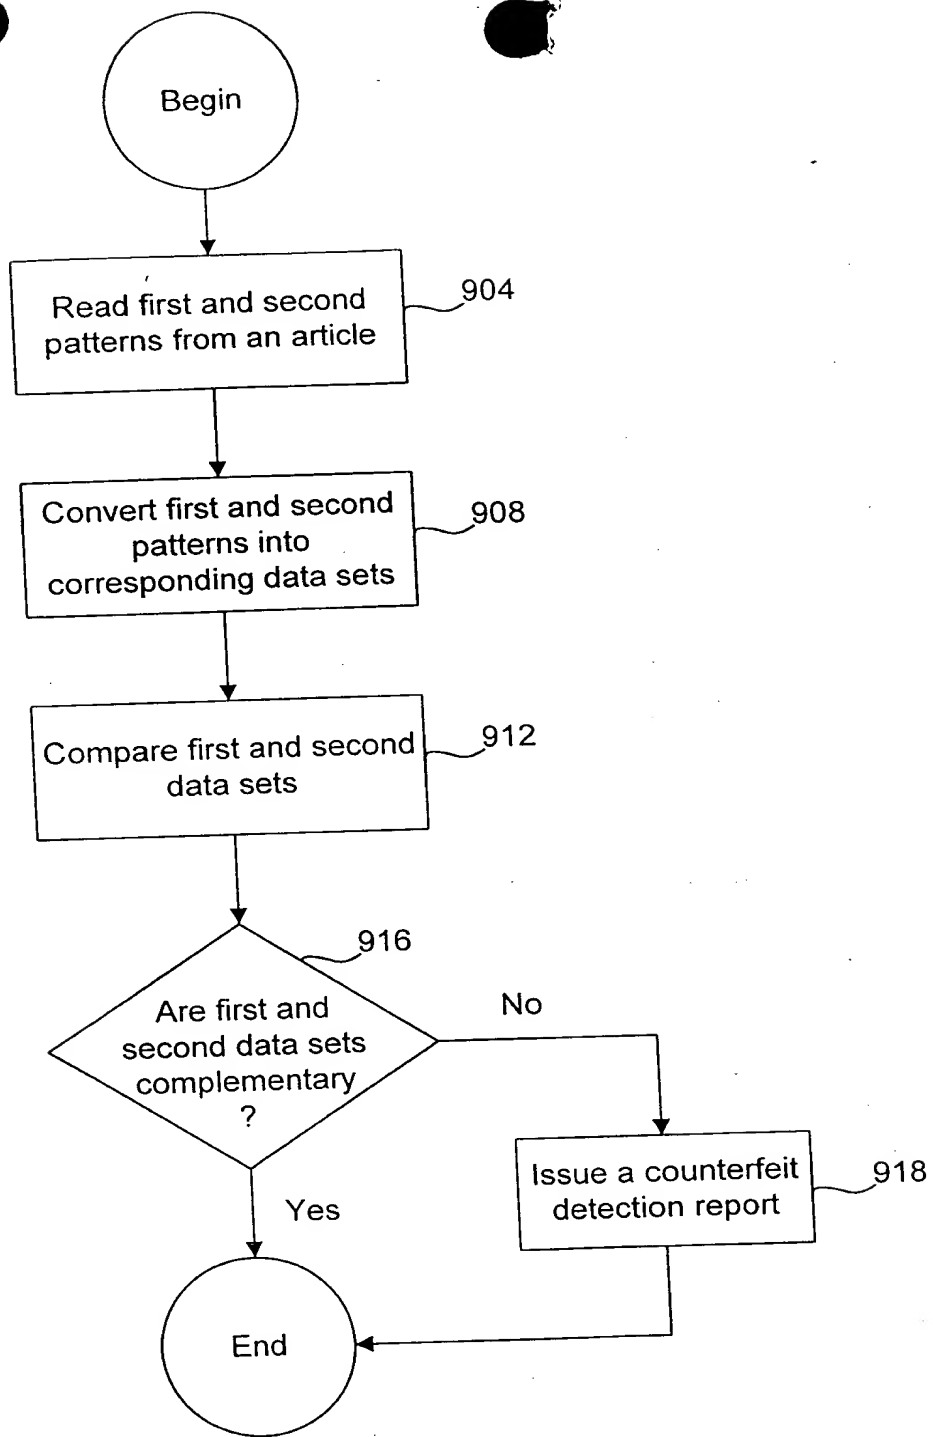 Begin
Read first and second
patterns from an article
904
Convert first and second
patterns into
corresponding data sets
908
Compare first and second
data sets
912
916
Are first and
second data sets
complementary
?
No
Issue a counterfeit
detection report
918
Yes
End